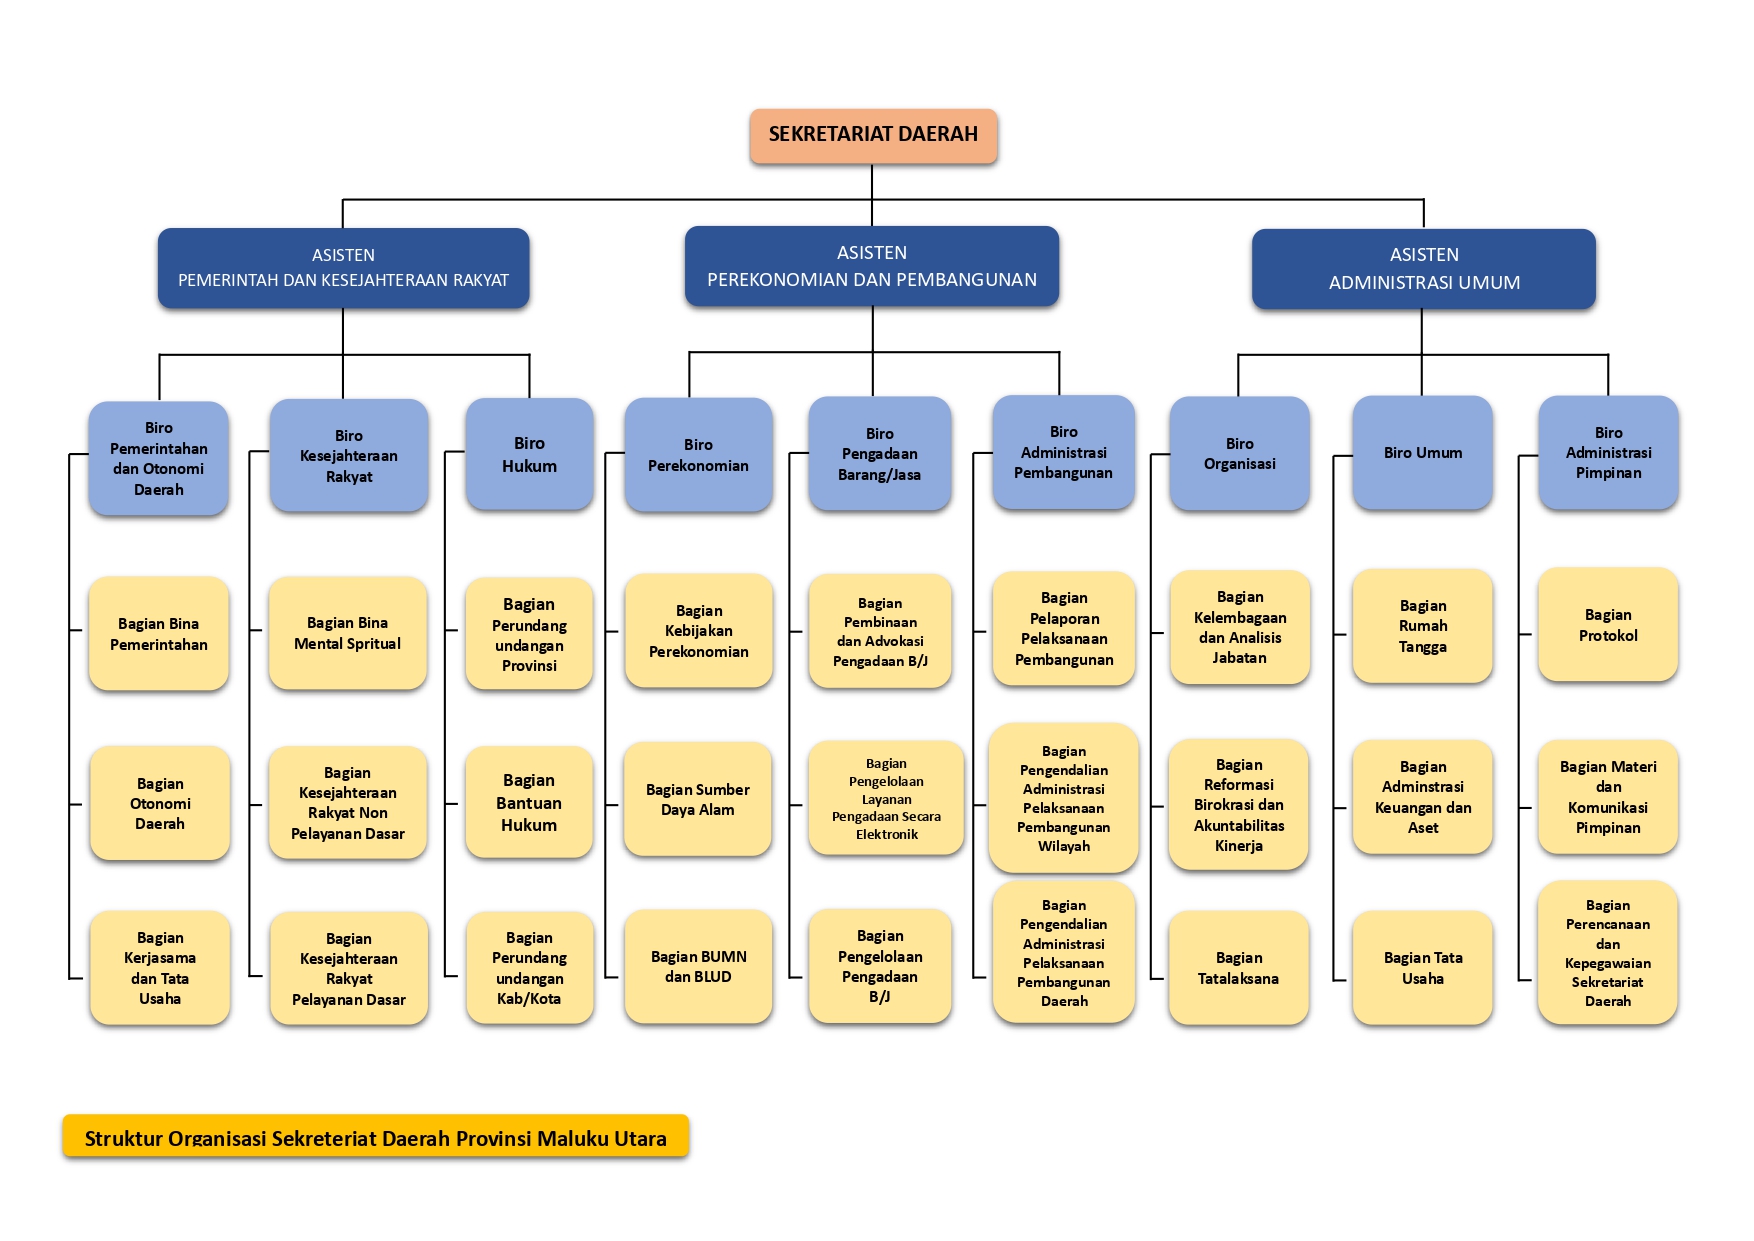 SEKRETARIAT DAERAH
ASISTEN
PEMERINTAH DAN KESEJAHTERAAN RAKYAT
ASISTEN
PEREKONOMIAN DAN PEMBANGUNAN
ASISTEN
ADMINISTRASI UMUM
Biro
Pemerintahan
dan Otonomi
Daerah
Biro
Kesejahteraan
Rakyat
Biro
Hukum
Biro
Perekonomian
Biro
Pengadaan
Barang/Jasa
Biro
Administrasi
Pembangunan
Biro
Organisasi
Biro Umum
Biro
Administrasi
Pimpinan
Bagian Bina
Pemerintahan
Bagian Bina
Mental Spritual
Bagian
Perundang
undangan
Provinsi
Bagian
Kebijakan
Perekonomian
Bagian
Pembinaan
dan Advokasi
Pengadaan B/J
Bagian
Pelaporan
Pelaksanaan
Pembangunan
Bagian
Kelembagaan
dan Analisis
Jabatan
Bagian
Rumah
Tangga
Bagian
Protokol
Bagian
Otonomi
Daerah
Bagian
Kesejahteraan
Rakyat Non
Pelayanan Dasar
Bagian
Bantuan
Hukum
Bagian Sumber
Daya Alam
Bagian
Pengelolaan
Layanan
Pengadaan Secara
Elektronik
Bagian
Pengendalian
Administrasi
Pelaksanaan
Pembangunan
Wilayah
Bagian
Reformasi
Birokrasi dan
Akuntabilitas
Kinerja
Bagian
Adminstrasi
Keuangan dan
Aset
Bagian Materi
dan
Komunikasi
Pimpinan
Bagian
Kerjasama
dan Tata
Usaha
Bagian
Kesejahteraan
Rakyat
Pelayanan Dasar
Bagian
Perundang
undangan
Kab/Kota
Bagian BUMN
dan BLUD
Bagian
Pengelolaan
Pengadaan
B/J
Bagian
Pengendalian
Administrasi
Pelaksanaan
Pembangunan
Daerah
Bagian
Tatalaksana
Bagian Tata
Usaha
Bagian
Perencanaan
dan
Kepegawaian
Sekretariat
Daerah
Struktur Organisasi Sekreteriat Daerah Provinsi Maluku Utara